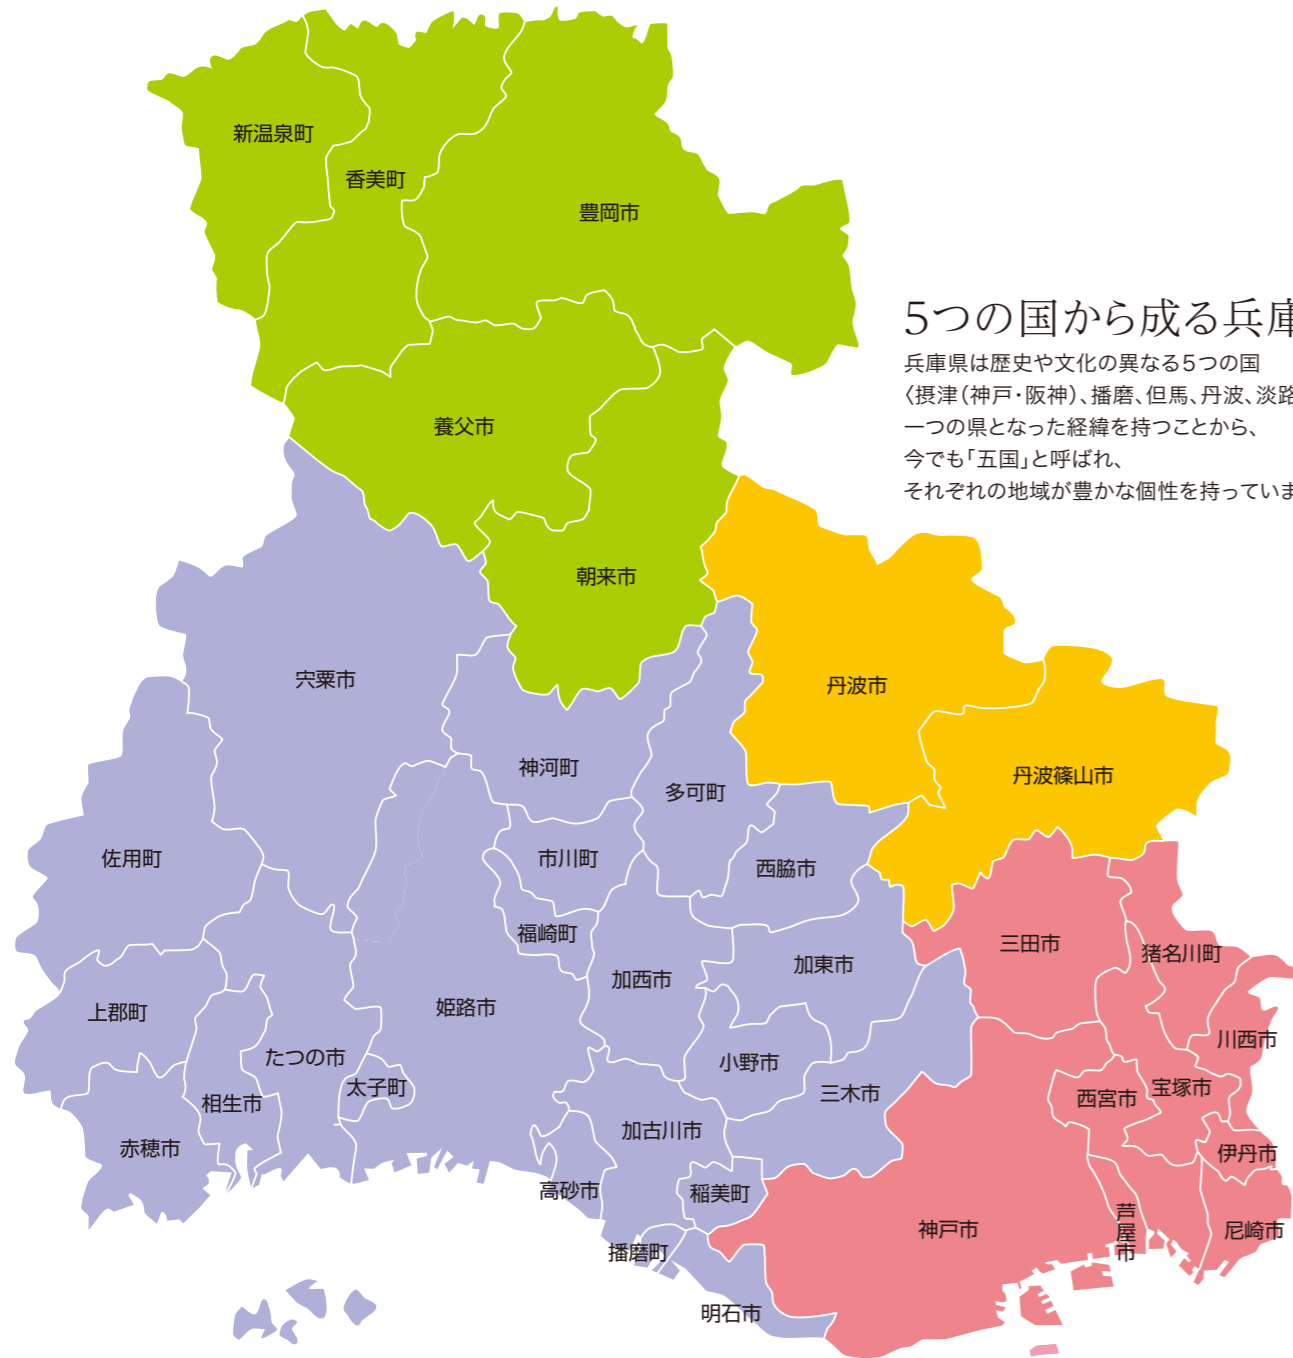 新温泉町
香美町
豊岡市
5つの国から成る兵庫
兵庫県は歴史や文化の異なる5つの国
〈摂津(神戸・阪神)、播磨、但馬、丹波、淡路
一つの県となった経緯を持つことから、
今でも「五国」と呼ばれ、
それぞれの地域が豊かな個性を持っていま
養父市
朝来市
宍粟市
丹波市
神河町
丹波篠山市
多可町
佐用町
市川町
西脇市
福崎町
三田市
猪名川町
加西市
加東市
上郡町
姫路市
川西市
たつの市
小野市
太子町
三木市
宝塚市
相生市
西宮市
赤穂市
加古川市
伊丹市
高砂市
稲美町
神戸市
芦屋市
尼崎市
播磨町
明石市